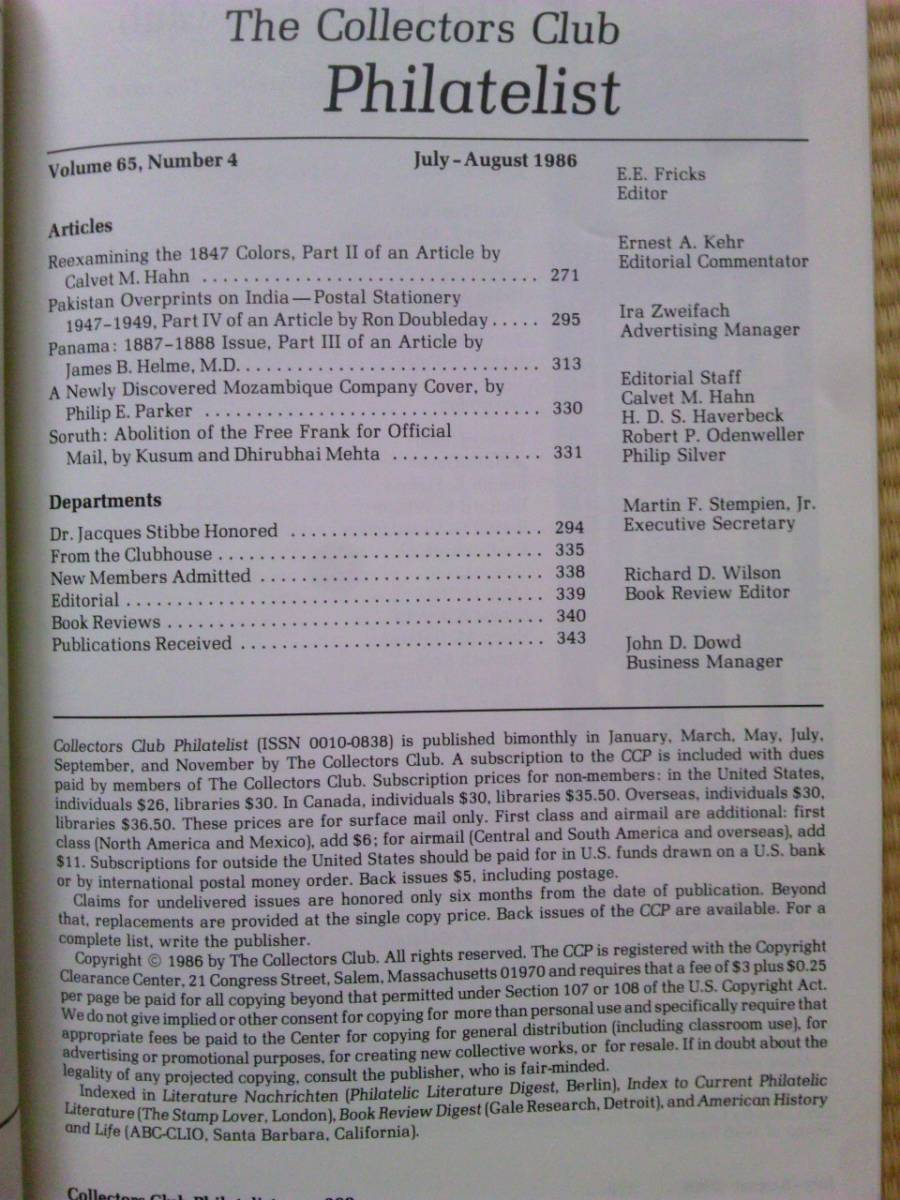 The Collectors Club
Philatelist
Volume 65, Number 4
July–August 1986
Articles
Reexamining the 1847 Colors, Part II of an Article by
Calvet M. Hahn ................................ 271
Pakistan Overprints on India—Postal Stationery
1947–1949, Part IV of an Article by Ron Doubleday ..... 295
Panama: 1887–1888 Issue, Part III of an Article by
James B. Helme, M.D. ............................ 313
A Newly Discovered Mozambique Company Cover, by
Philip E. Parker ................................ 330
Soruth: Abolition of the Free Frank for Official
Mail, by Kusum and Dhirubhai Mehta ............... 331
Departments
Dr. Jacques Stibbe Honored ......................... 294
From the Clubhouse ................................ 335
New Members Admitted ............................ 338
Editorial ......................................... 339
Book Reviews ..................................... 340
Publications Received .............................. 343
E.E. Fricks
Editor
Ernest A. Kehr
Editorial Commentator
Ira Zweifach
Advertising Manager
Editorial Staff
Calvet M. Hahn
H. D. S. Haverbeck
Robert P. Odenweller
Philip Silver
Martin F. Stempien, Jr.
Executive Secretary
Richard D. Wilson
Book Review Editor
John D. Dowd
Business Manager
Collectors Club Philatelist (ISSN 0010-0838) is published bimonthly in January, March, May, July,
September, and November by The Collectors Club. A subscription to the CCP is included with dues
paid by members of The Collectors Club. Subscription prices for non-members: in the United States,
individuals $26, libraries $30. In Canada, individuals $30, libraries $35.50. Overseas, individuals $30,
libraries $36.50. These prices are for surface mail only. First class and airmail are additional: first
class (North America and Mexico), add $6; for airmail (Central and South America and overseas), add
$11. Subscriptions for outside the United States should be paid for in U.S. funds drawn on a U.S. bank
or by international postal money order. Back issues $5, including postage.
Claims for undelivered issues are honored only six months from the date of publication. Beyond
that, replacements are provided at the single copy price. Back issues of the CCP are available. For a
complete list, write the publisher.
Copyright © 1986 by The Collectors Club. All rights reserved. The CCP is registered with the Copyright
Clearance Center, 21 Congress Street, Salem, Massachusetts 01970 and requires that a fee of $3 plus $0.25
per page be paid for all copying beyond that permitted under Section 107 or 108 of the U.S. Copyright Act.
We do not give implied or other consent for copying for more than personal use and specifically require that
appropriate fees be paid to the Center for copying for general distribution (including classroom use), for
advertising or promotional purposes, for creating new collective works, or for resale. If in doubt about the
legality of any projected copying, consult the publisher, who is fair-minded.
Indexed in Literature Nachrichten (Philatelic Literature Digest, Berlin), Index to Current Philatelic
Literature (The Stamp Lover, London), Book Review Digest (Gale Research, Detroit), and American History
and Life (ABC-CLIO, Santa Barbara, California).
Collectors Club